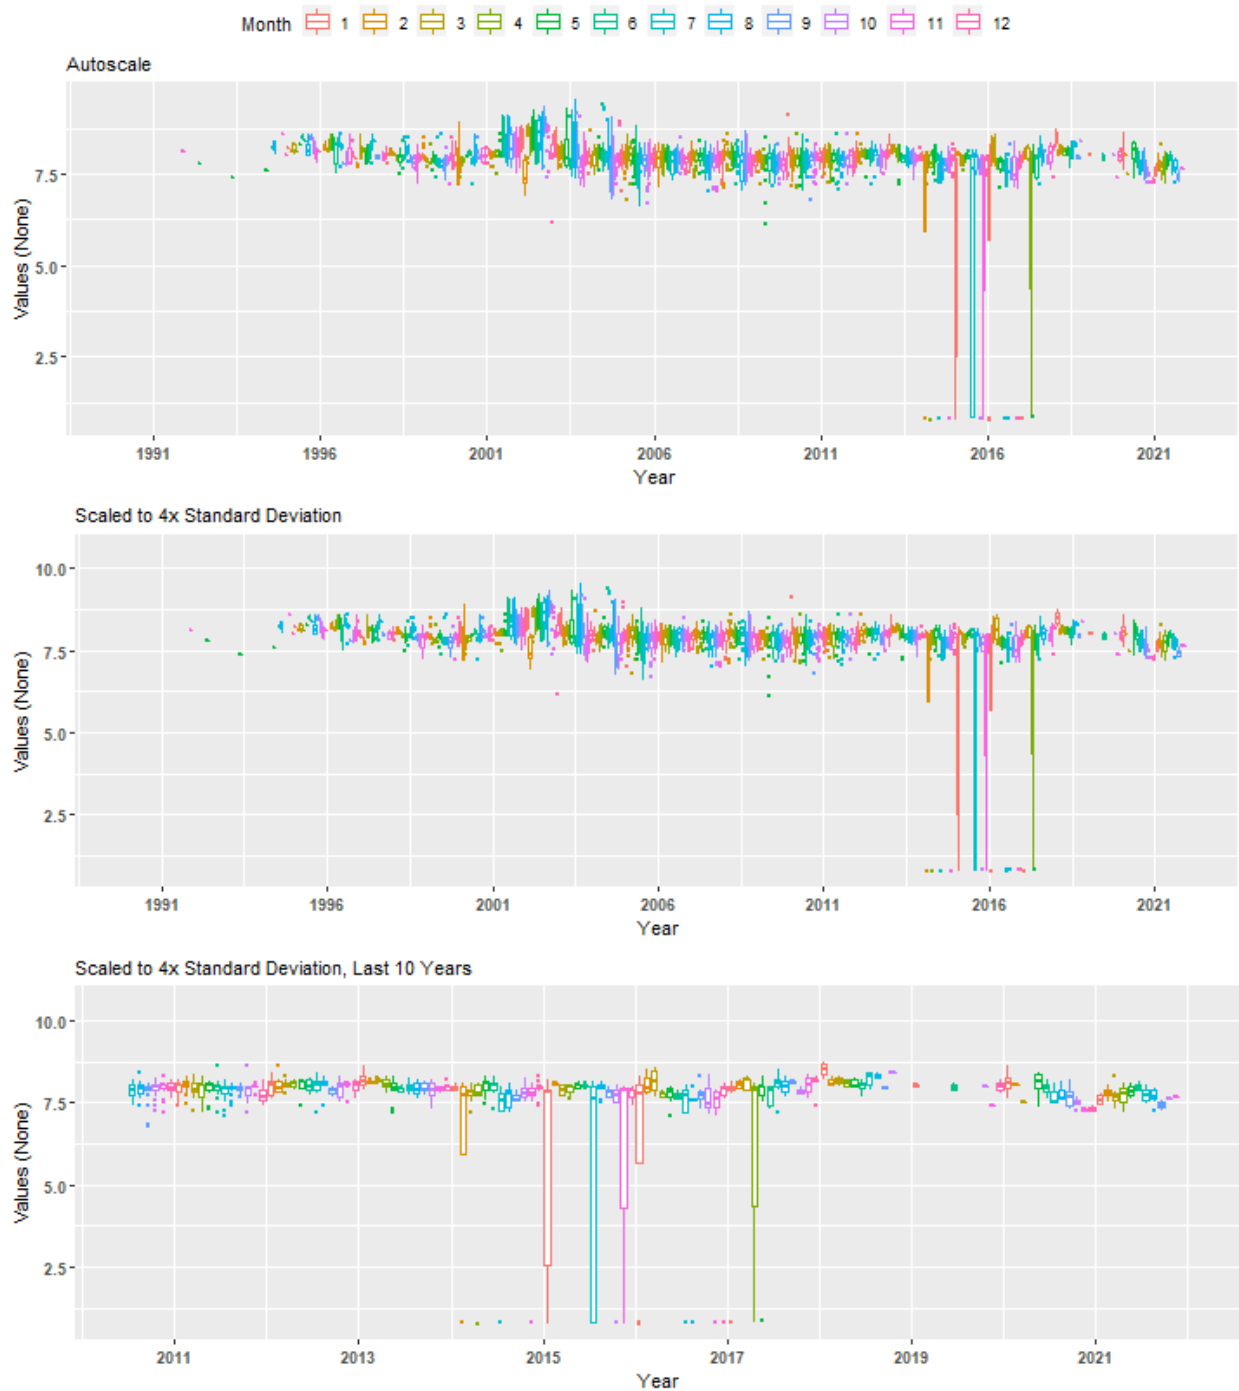 Month 1 2 3 4 5 6 7 8 9 10 11 12
Autoscale
Values (None)
7.5
5.0
2.5
1991 1996 2001 2006 2011 2016 2021
Year
Scaled to 4x Standard Deviation
Values (None)
10.0
7.5
5.0
2.5
1991 1996 2001 2006 2011 2016 2021
Year
Scaled to 4x Standard Deviation, Last 10 Years
Values (None)
10.0
7.5
5.0
2.5
2011 2013 2015 2017 2019 2021
Year